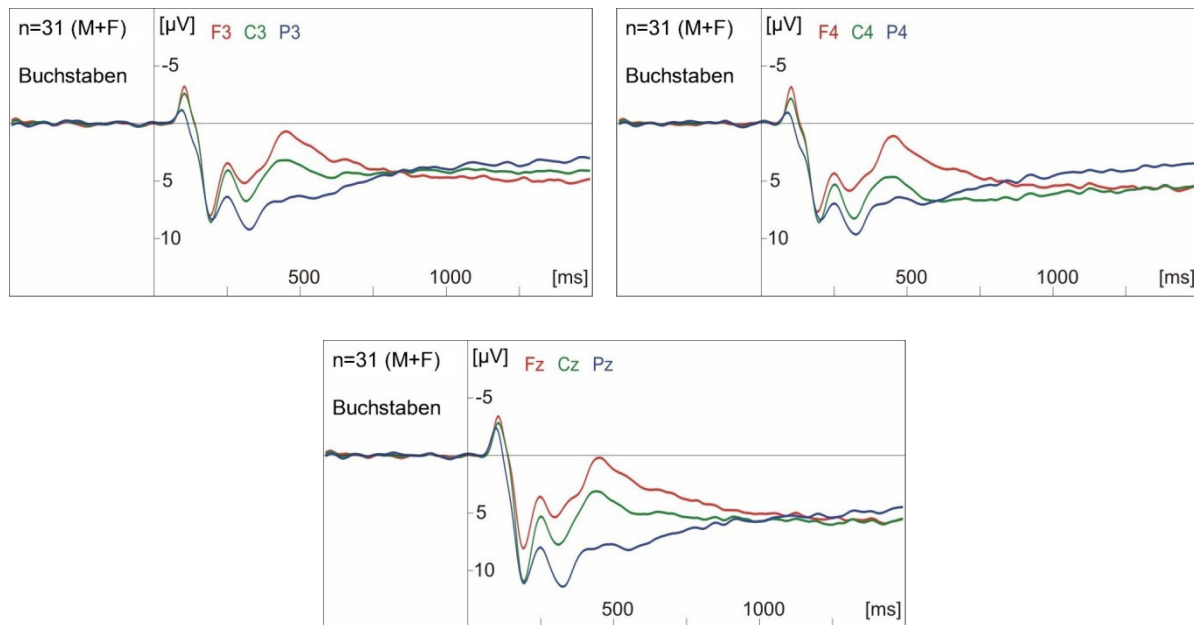 n=31 (M+F) [µV] F3 C3 P3
-5
Buchstaben
5
10
500 1000 [ms]
n=31 (M+F) [µV] F4 C4 P4
-5
Buchstaben
5
10
500 1000 [ms]
n=31 (M+F) [µV] Fz Cz Pz
-5
Buchstaben
5
10
500 1000 [ms]